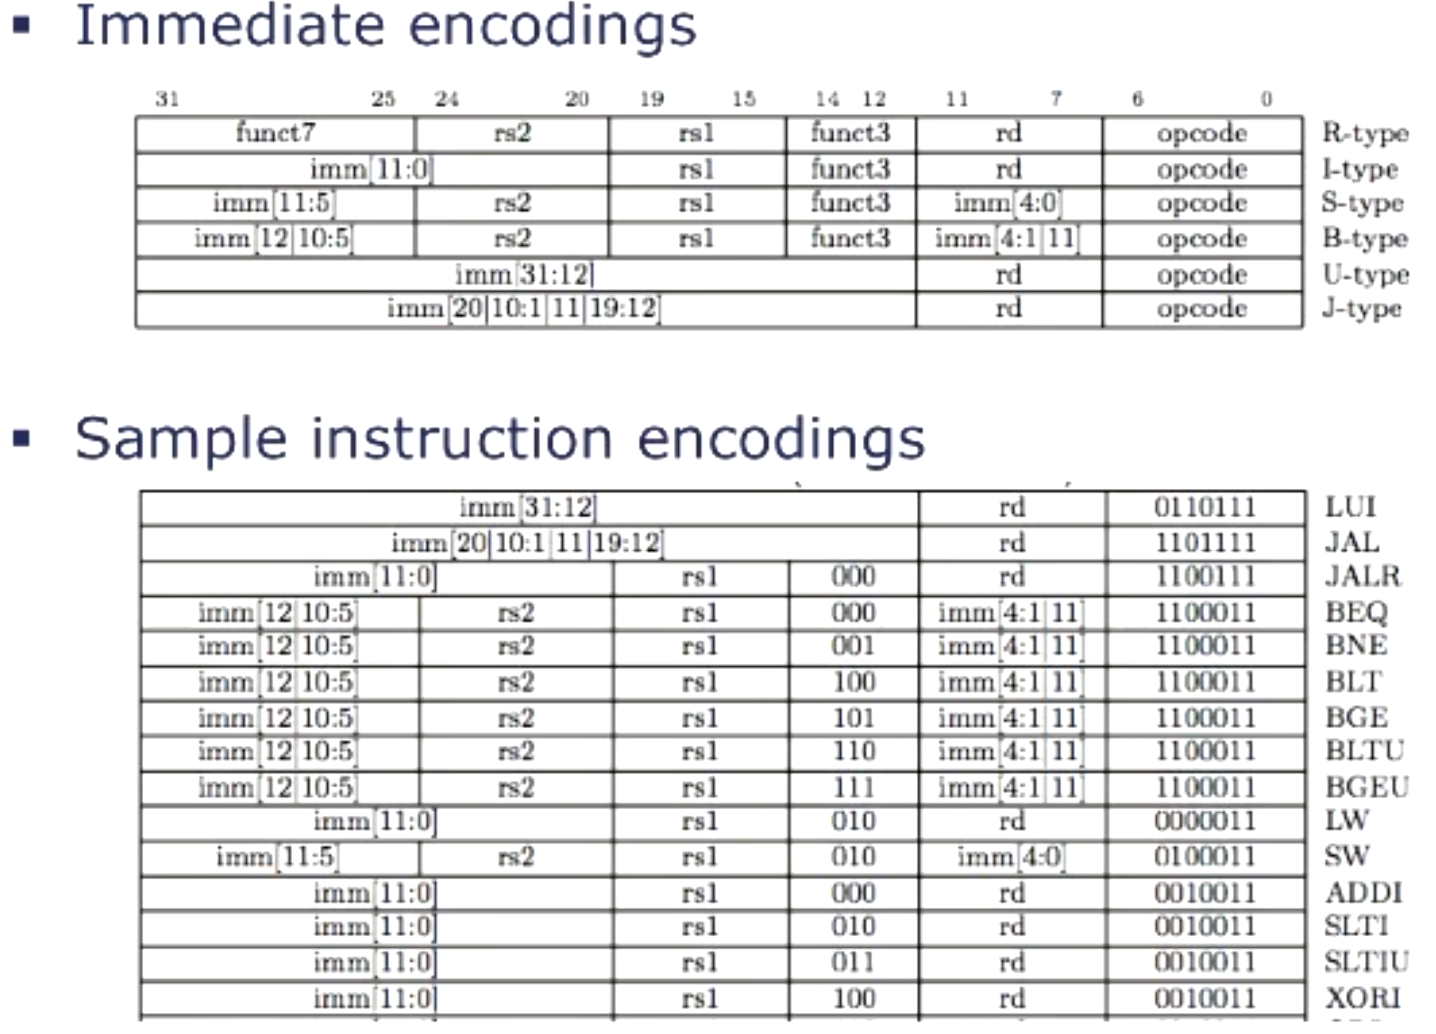 ▪ Immediate encodings
31 25 24 20 19 15 14 12 11 7 6 0
funct7 rs2 rs1 funct3 rd opcode R-type
imm[11:0] rs1 funct3 rd opcode I-type
imm[11:5] rs2 rs1 funct3 imm[4:0] opcode S-type
imm[12|10:5] rs2 rs1 funct3 imm[4:1|11] opcode B-type
imm[31:12] rd opcode U-type
imm[20|10:1|11|19:12] rd opcode J-type
▪ Sample instruction encodings
imm[31:12] rd 0110111 LUI
imm[20|10:1|11|19:12] rd 1101111 JAL
imm[11:0] rs1 000 rd 1100111 JALR
imm[12|10:5] rs2 rs1 000 imm[4:1|11] 1100011 BEQ
imm[12|10:5] rs2 rs1 001 imm[4:1|11] 1100011 BNE
imm[12|10:5] rs2 rs1 100 imm[4:1|11] 1100011 BLT
imm[12|10:5] rs2 rs1 101 imm[4:1|11] 1100011 BGE
imm[12|10:5] rs2 rs1 110 imm[4:1|11] 1100011 BLTU
imm[12|10:5] rs2 rs1 111 imm[4:1|11] 1100011 BGEU
imm[11:0] rs1 010 rd 0000011 LW
imm[11:5] rs2 rs1 010 imm[4:0] 0100011 SW
imm[11:0] rs1 000 rd 0010011 ADDI
imm[11:0] rs1 010 rd 0010011 SLTI
imm[11:0] rs1 011 rd 0010011 SLTIU
imm[11:0] rs1 100 rd 0010011 XORI